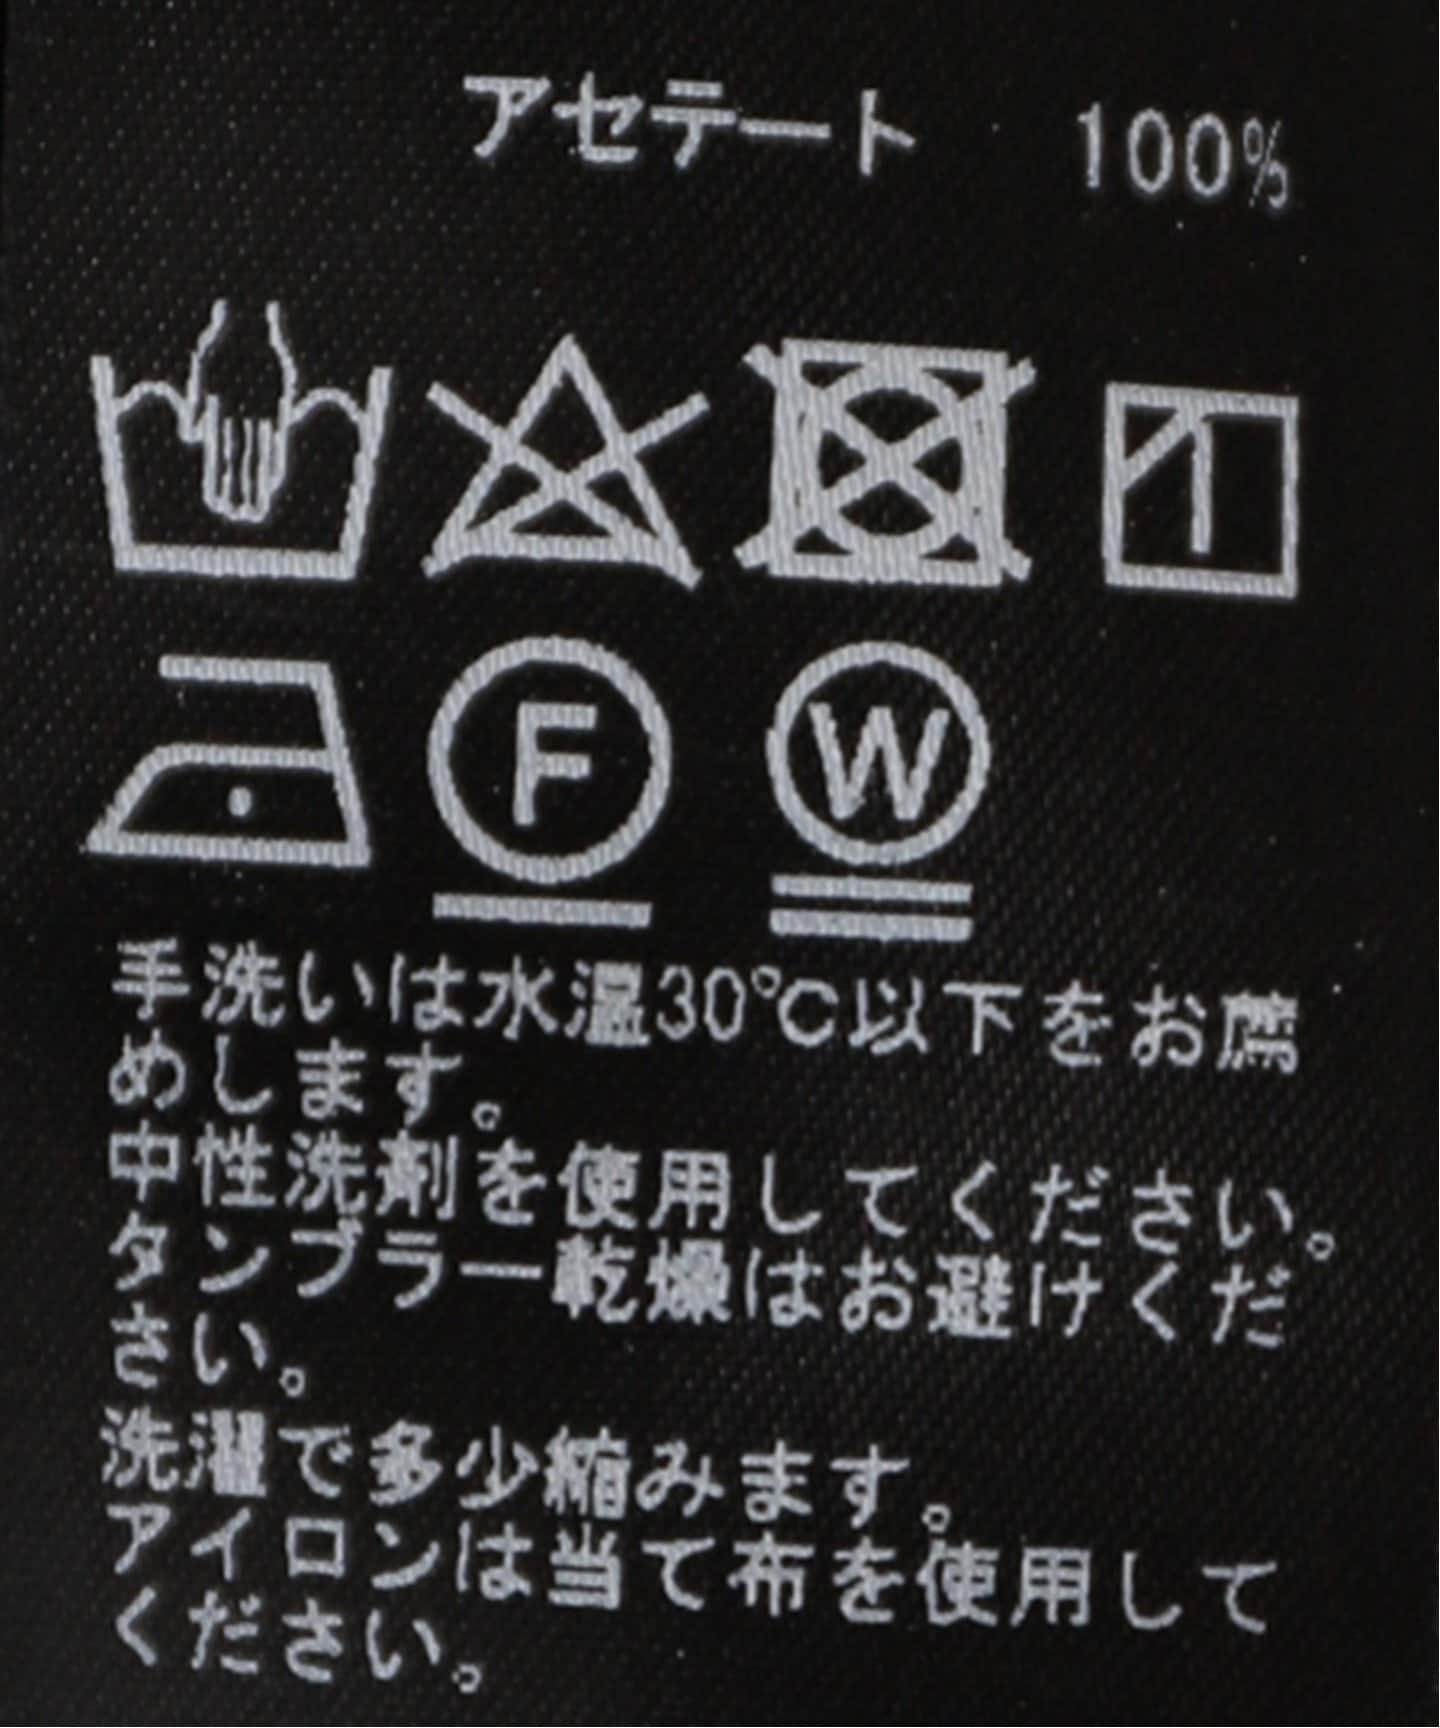 アセテート 100%
F
W
手洗いは水温30℃以下をお薦
めします。
中性洗剤を使用してください。
タンブラー乾燥はお避けくだ
さい。
洗濯で多少縮みます。
アイロンは当て布を使用して
ください。